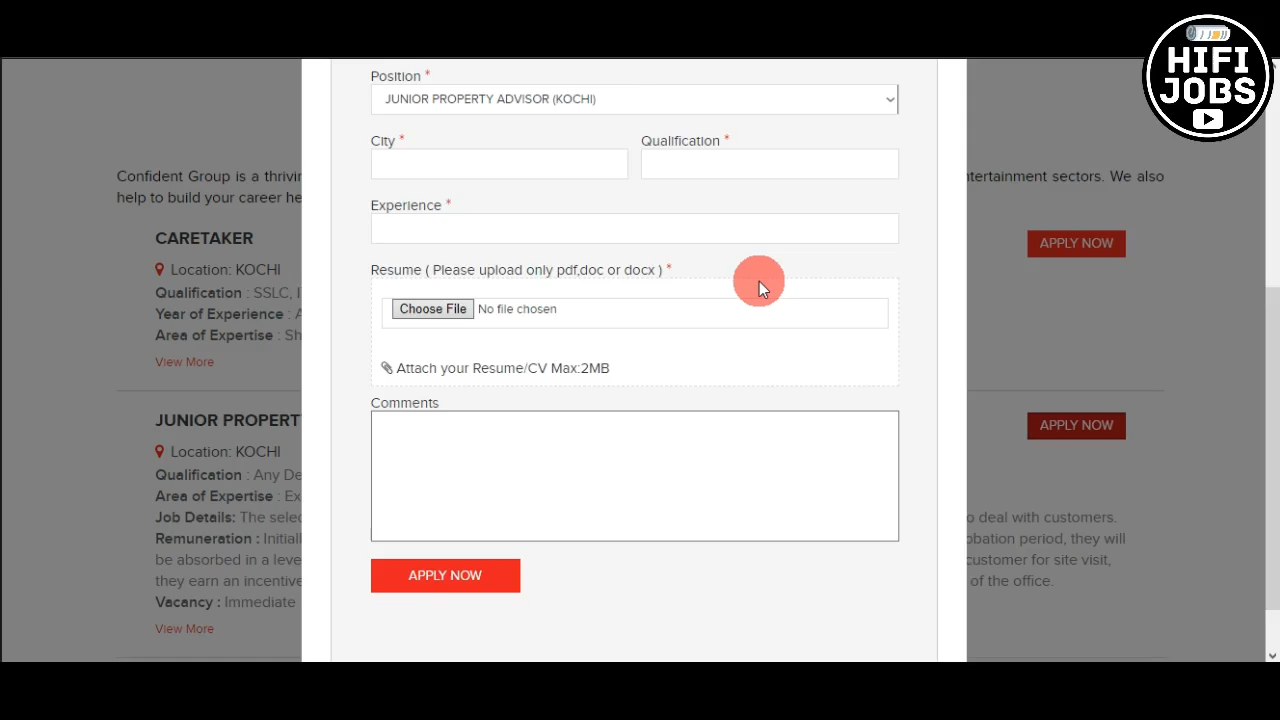 HIFI
JOBS
Position *
JUNIOR PROPERTY ADVISOR (KOCHI)
City *
Qualification *
Confident Group is a thrivin
ntertainment sectors. We also
help to build your career he
Experience *
CARETAKER
APPLY NOW
Location: KOCHI
Resume ( Please upload only pdf,doc or docx ) *
Qualification : SSLC,
Choose File No file chosen
Year of Experience :
Area of Expertise : Sh
View More
Attach your Resume/CV Max:2MB
Comments
JUNIOR PROPERT
APPLY NOW
Location: KOCHI
Qualification : Any De
Area of Expertise : Ex
Job Details: The selec
o deal with customers.
Remuneration : Initiall
obation period, they will
be absorbed in a leve
customer for site visit,
APPLY NOW
they earn an incentive
of the office.
Vacancy : Immediate
View More